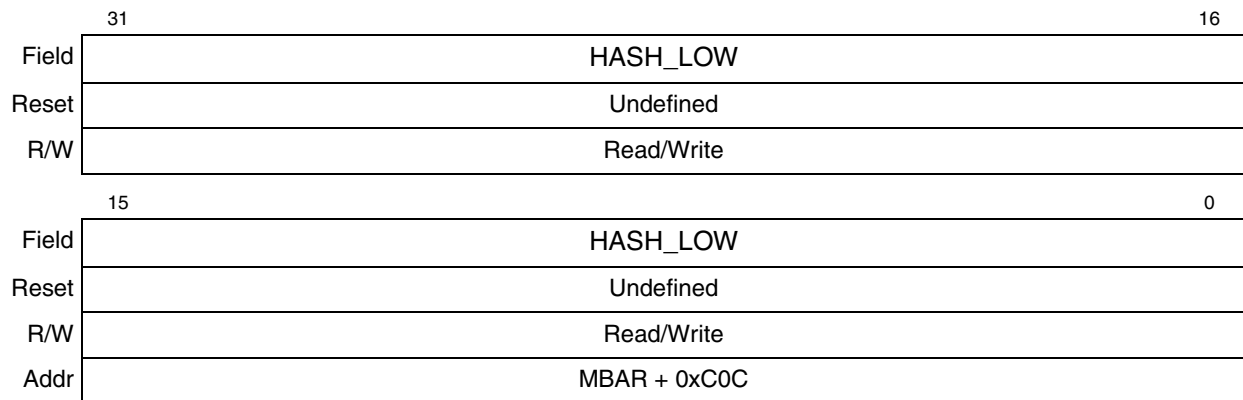 31 16
Field HASH_LOW
Reset Undefined
R/W Read/Write
15 0
Field HASH_LOW
Reset Undefined
R/W Read/Write
Addr MBAR + 0xC0C